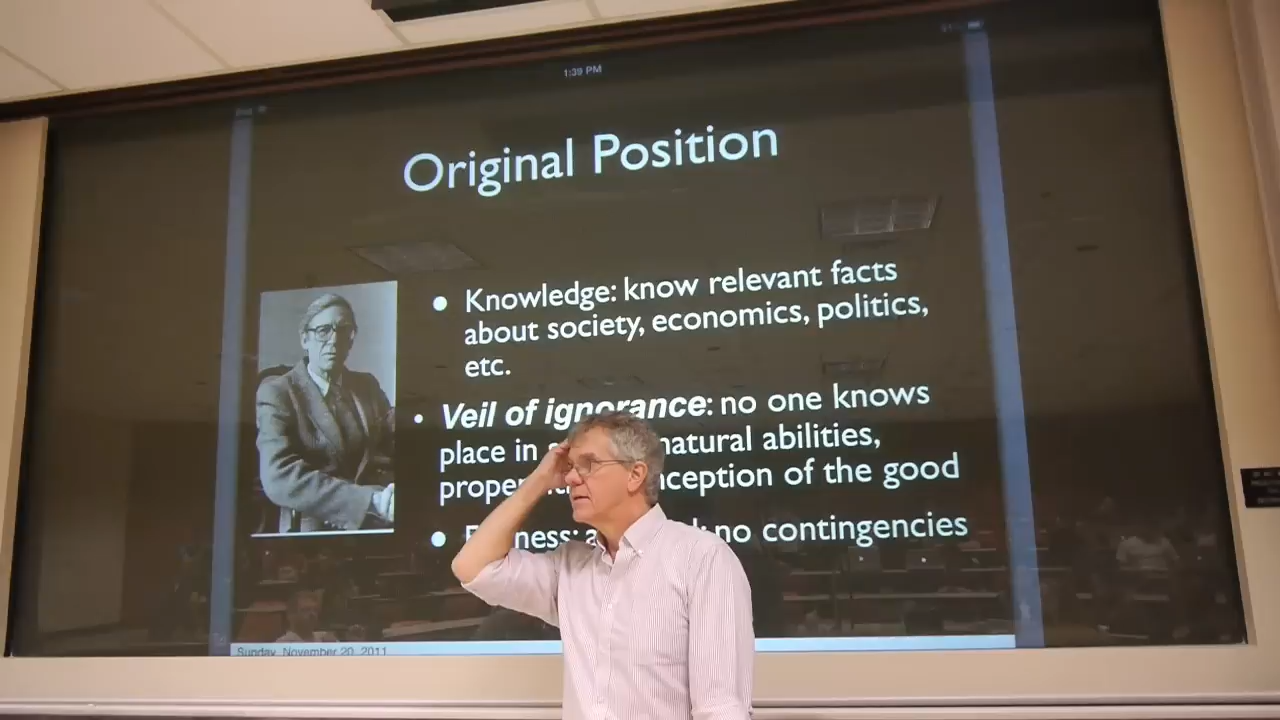 1:39 PM
Original Position
• Knowledge: know relevant facts
about society, economics, politics,
etc.
• Veil of ignorance: no one knows
place in natural abilities,
conception of the good
• no contingencies
Sunday, November 20, 2011